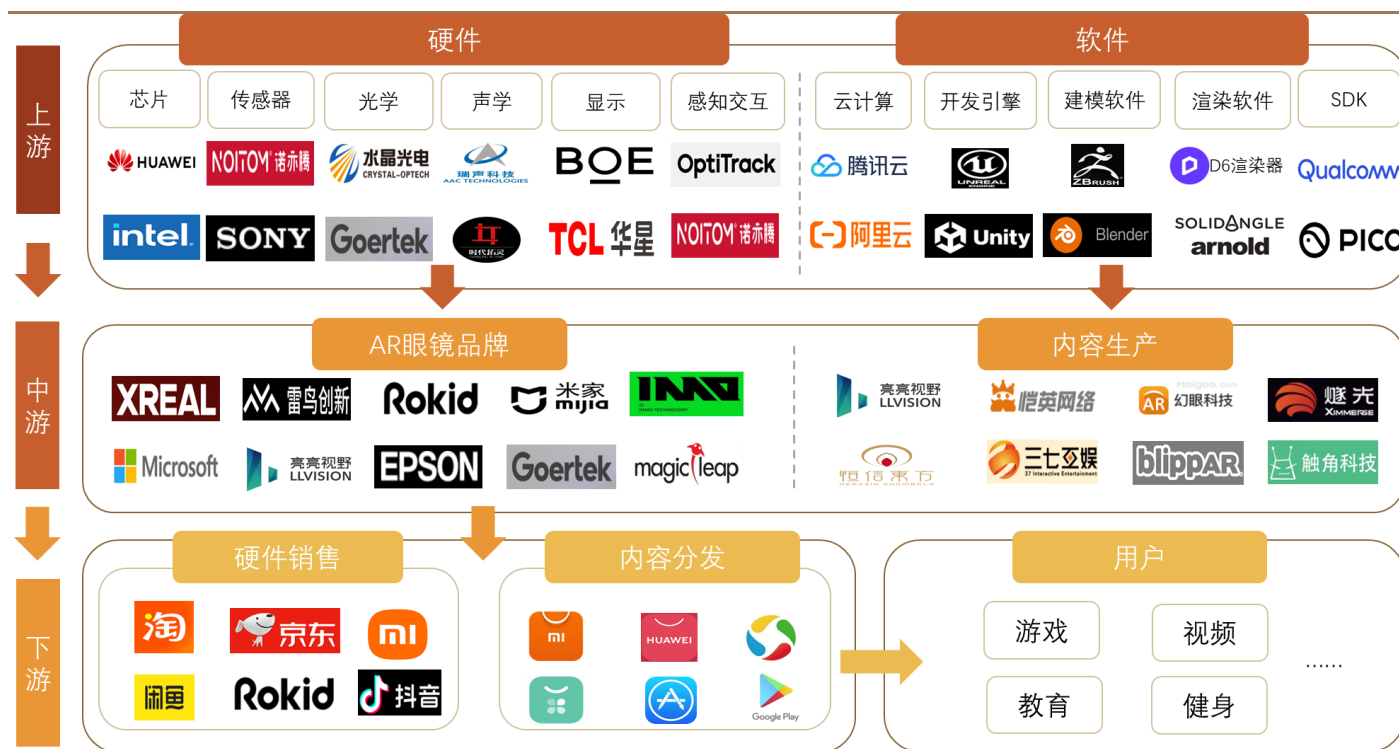 硬件
软件
上游
芯片
传感器
光学
声学
显示
感知交互
云计算
开发引擎
建模软件
渲染软件
SDK
HUAWEI
NOITOM 诺亦腾
水晶光电
CRYSTAL-OPTECH
瑞声科技
AAC TECHNOLOGIES
BOE
OptiTrack
腾讯云
UNREAL
ENGINE
ZBRUSH
D6渲染器
Qualcomm
intel.
SONY
Goertek
时代拓灵
TCL 华星
NOITOM 诺亦腾
阿里云
Unity
Blender
SOLIDANGLE
arnold
PICO
中游
AR眼镜品牌
内容生产
XREAL
雷鸟创新
Rokid
米家
mijia
INMO
INMO TECHNOLOGY
亮亮视野
LLVISION
恺英网络
Maigoo.com
AR 幻眼科技
燧光
XIMMERSE
Microsoft
亮亮视野
LLVISION
EPSON
Goertek
magic leap
恒信東方
HENGXIN SHAMBALA
三七互娱
37 Interactive Entertainment
blippAR
触角科技
下游
硬件销售
内容分发
用户
淘
京东
mi
mi
HUAWEI
游戏
视频
闲鱼
Rokid
抖音
Google Play
教育
健身
……